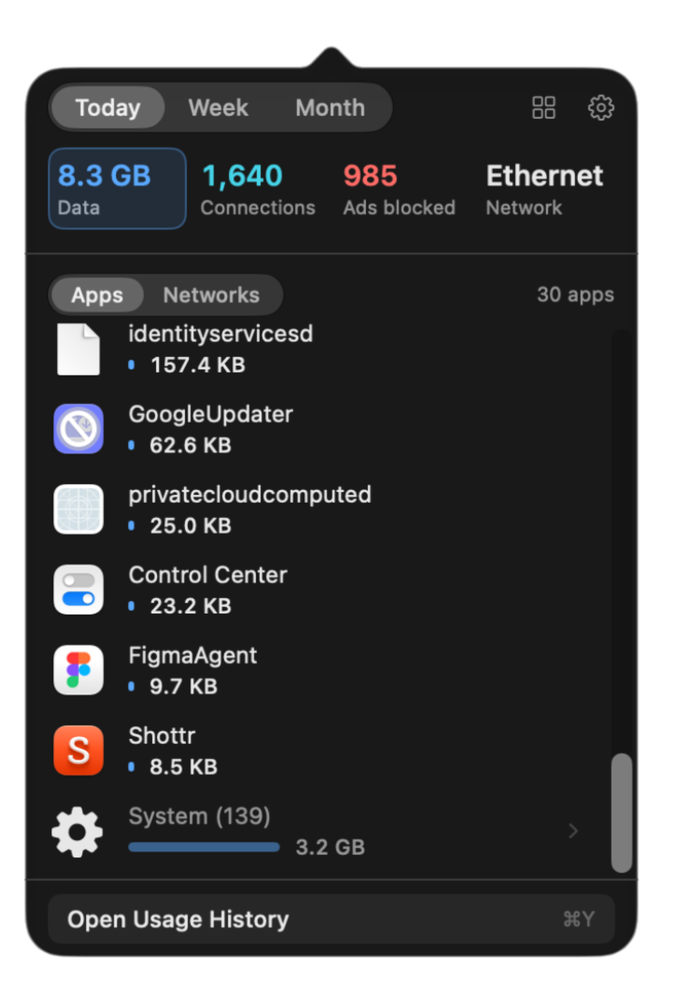 Today Week Month
8.3 GB 1,640 985 Ethernet
Data Connections Ads blocked Network
Apps Networks 30 apps
identityservicesd
157.4 KB
GoogleUpdater
62.6 KB
privatecloudcomputed
25.0 KB
Control Center
23.2 KB
FigmaAgent
9.7 KB
S
Shottr
8.5 KB
System (139)
3.2 GB
Open Usage History ⌘Y